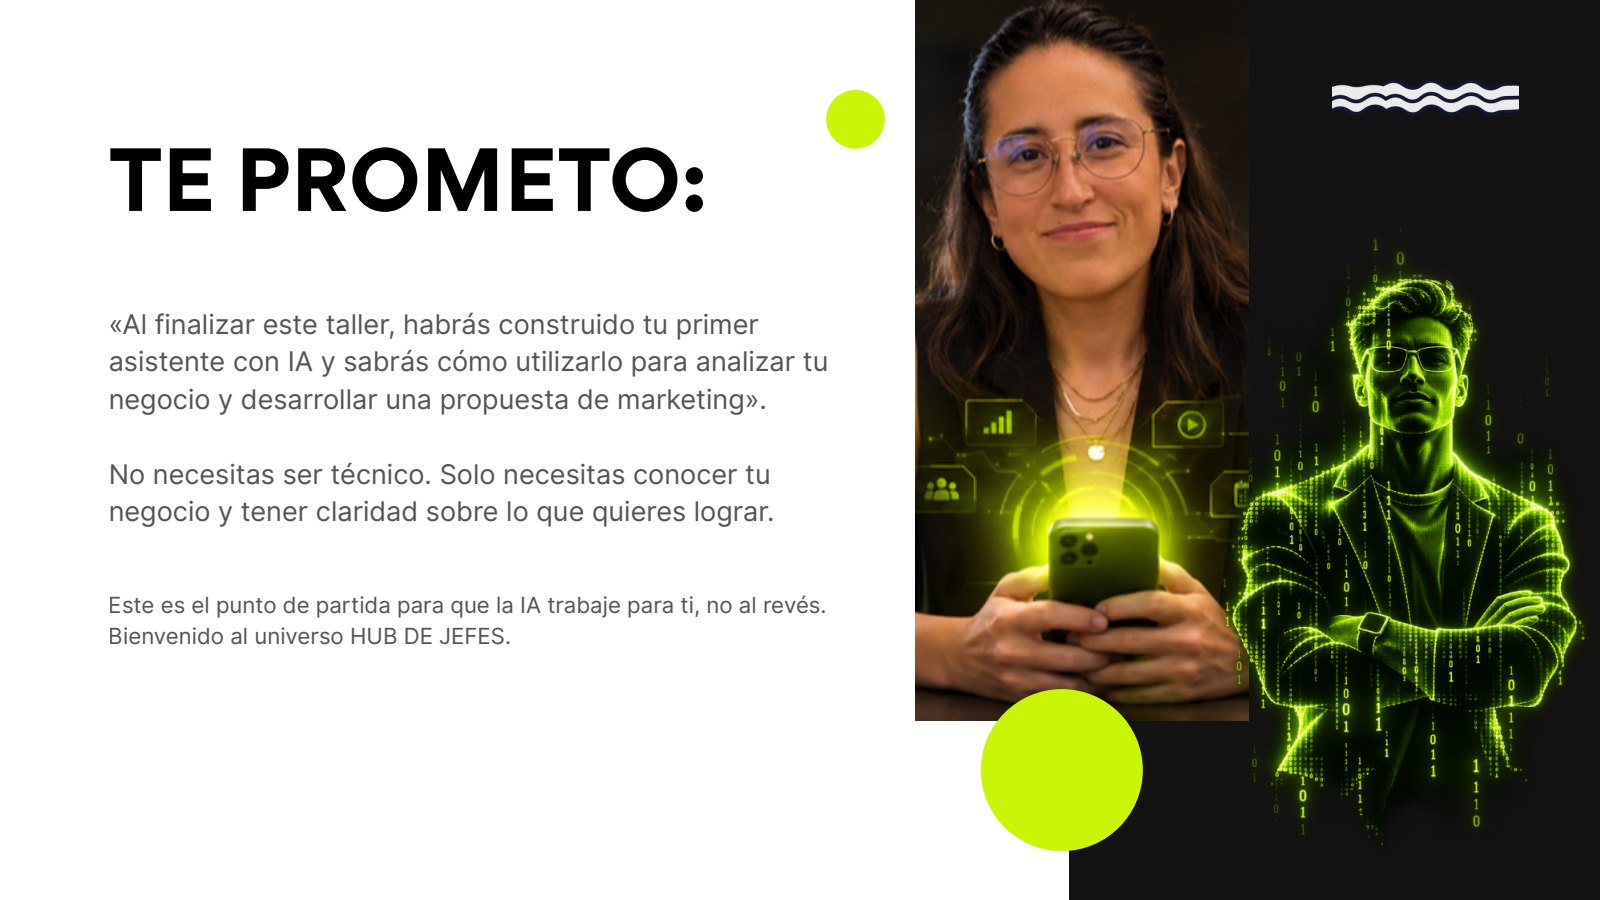 TE PROMETO:
«Al finalizar este taller, habrás construido tu primer
asistente con IA y sabrás cómo utilizarlo para analizar tu
negocio y desarrollar una propuesta de marketing».
No necesitas ser técnico. Solo necesitas conocer tu
negocio y tener claridad sobre lo que quieres lograr.
Este es el punto de partida para que la IA trabaje para ti, no al revés.
Bienvenido al universo HUB DE JEFES.